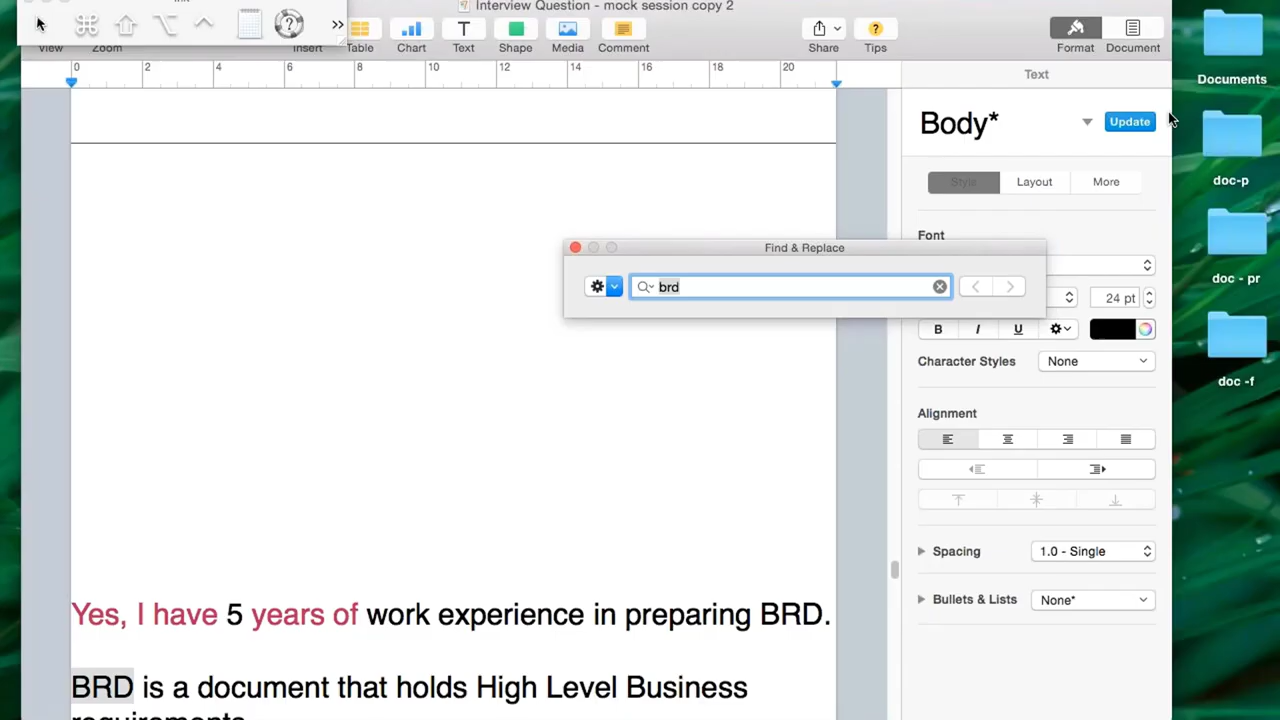 Interview Question - mock session copy 2
View
Zoom
Insert
Table
Chart
Text
Shape
Media
Comment
Share
Tips
Format
Document
0 2 4 6 8 10 12 14 16 18 20
Text
Body*
Update
Style
Layout
More
Font
Find & Replace
brd
24 pt
B I U
Character Styles
None
Alignment
Spacing
1.0 - Single
Bullets & Lists
None*
Yes, I have 5 years of work experience in preparing BRD.
BRD is a document that holds High Level Business
requirements
Documents
doc-p
doc - pr
doc -f